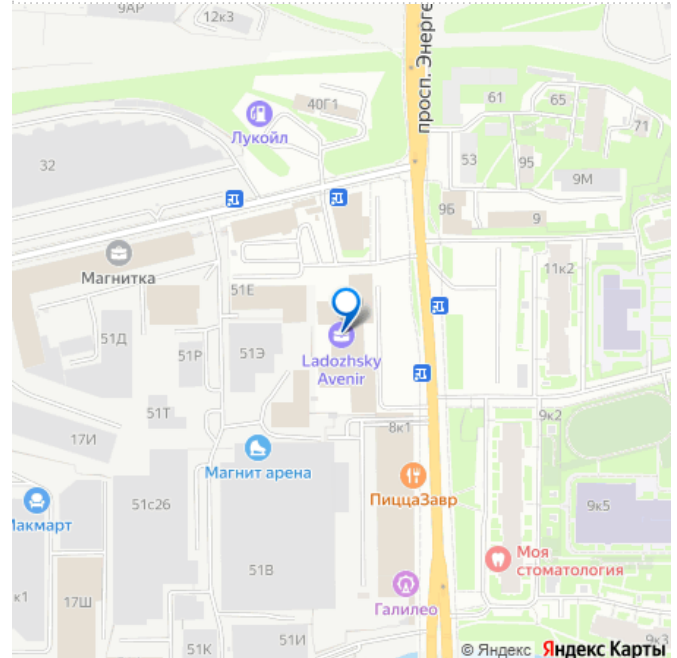 9АР
12к3
просп. Энерге
40Г1
Лукойл
61
65
71
32
53
95
9М
9Б
9
Магнитка
51Е
11к2
51Д
51Р
51Э
Ladozhsky
Avenir
51Т
8к1
9к2
17И
Магнит арена
ПиццаЗавр
Макмарт
51с26
9к5
Моя
стоматология
51В
к1
17Ш
Галилео
51К
51И
9к3
© Яндекс Яндекс Карты